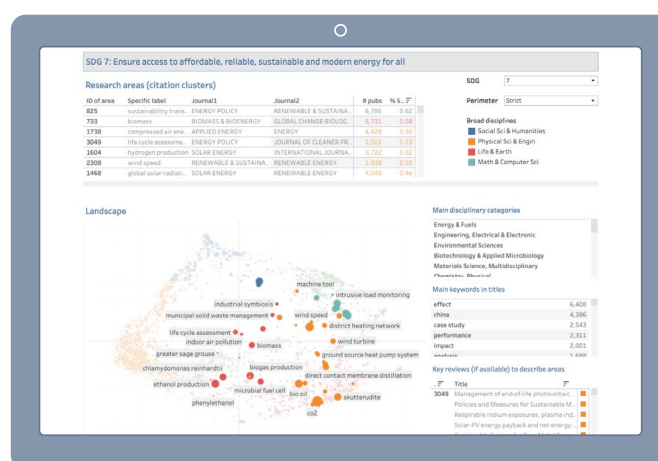 SDG 7: Ensure access to affordable, reliable, sustainable and modern energy for all
Research areas (citation clusters)
ID of area Specific label Journal1 Journal2 # pubs % S..
825 sustainability trans.. ENERGY POLICY RENEWABLE & SUSTAINA.. 6,786 0.62
733 biomass BIOMASS & BIOENERGY GLOBAL CHANGE BIOLOG.. 5,731 0.58
1738 compressed air ene.. APPLIED ENERGY ENERGY 4,429 0.55
3049 life cycle assessme.. ENERGY POLICY JOURNAL OF CLEANER PR.. 1,022 0.53
1604 hydrogen production SOLAR ENERGY INTERNATIONAL JOURNA.. 3,722 0.52
2308 wind speed RENEWABLE & SUSTAINA.. RENEWABLE ENERGY 1,939 0.50
1468 global solar radiati.. SOLAR ENERGY RENEWABLE ENERGY 4,040 0.46
SDG 7
Perimeter Strict
Broad disciplines
Social Sci & Humanities
Physical Sci & Engin
Life & Earth
Math & Computer Sci
Landscape
machine tool
intrusive load monitoring
industrial symbiosis
municipal solid waste management
wind speed
district heating network
life cycle assessment
indoor air pollution
wind turbine
biomass
greater sage grouse
ground source heat pump system
chlamydomonas reinhardtii
biogas production
direct contact membrane distillation
ethanol production
microbial fuel cell
bio oil
skutterudite
phenylethanol
co2
Main disciplinary categories
Energy & Fuels
Engineering, Electrical & Electronic
Environmental Sciences
Biotechnology & Applied Microbiology
Materials Science, Multidisciplinary
Chemistry, Physical
Main keywords in titles
effect 6,408
china 4,396
case study 2,543
performance 2,311
impact 2,001
analysis 1,688
Key reviews (if available) to describe areas
Title
3049 Management of end-of-life photovoltaic ..
Policies and Measures for Sustainable M..
Respirable indium exposures, plasma ind..
Solar-PV energy payback and net energy..